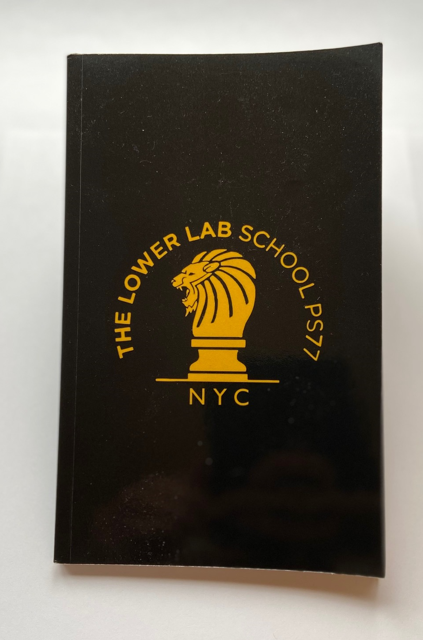 THE LOWER LAB SCHOOL PS77
NYC